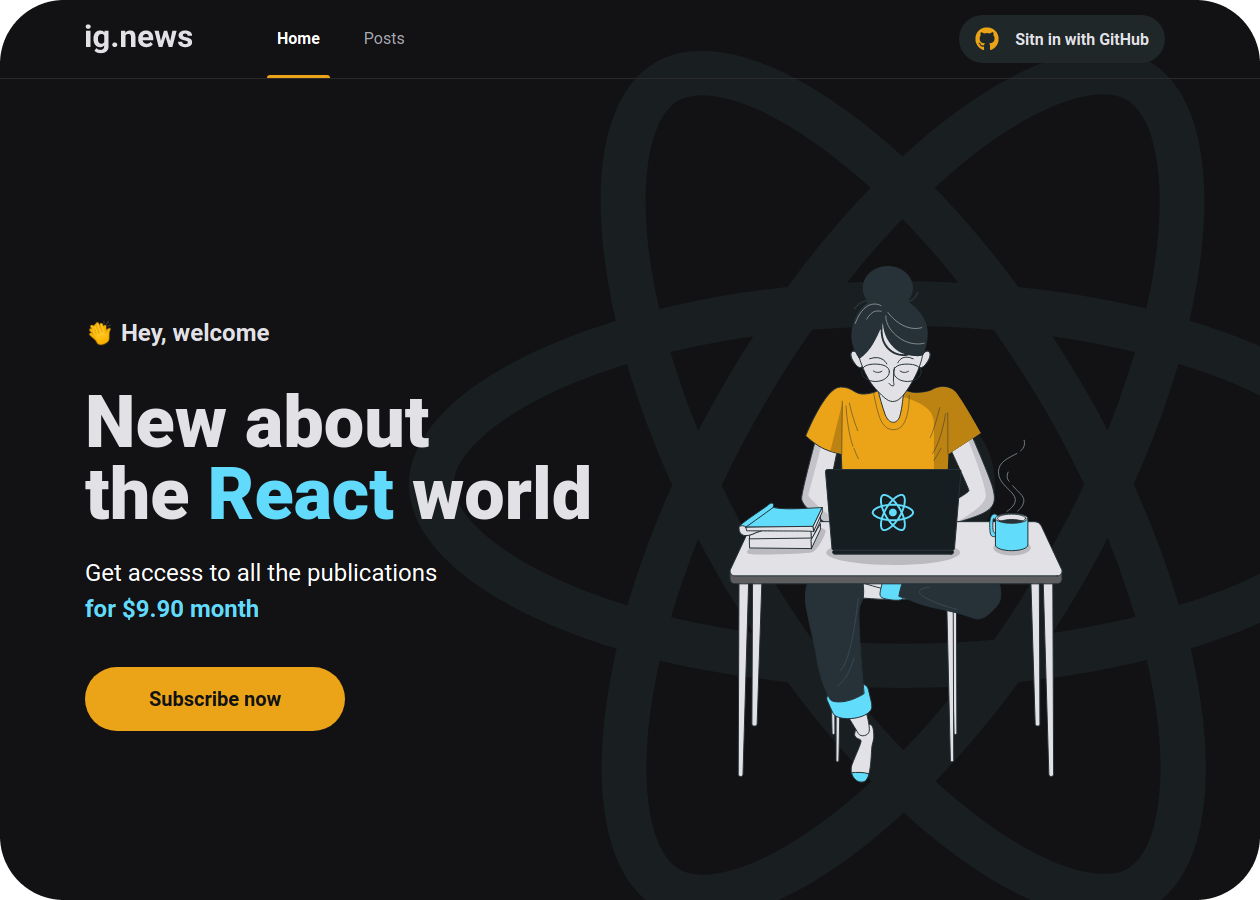 ig.news
Home
Posts
Sitn in with GitHub
👏 Hey, welcome
New about
the React world
Get access to all the publications
for $9.90 month
Subscribe now